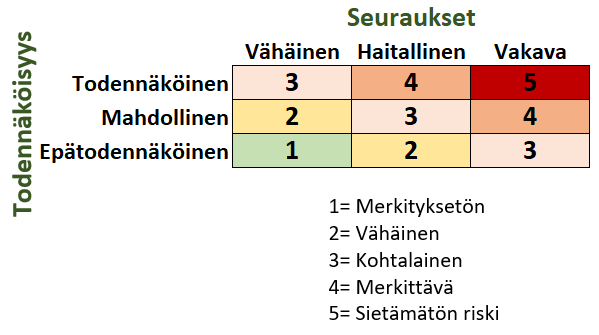 Seuraukset
Todennäköisyys
Vähäinen Haitallinen Vakava
Todennäköinen 3 4 5
Mahdollinen 2 3 4
Epätodennäköinen 1 2 3
1= Merkityksetön
2= Vähäinen
3= Kohtalainen
4= Merkittävä
5= Sietämätön riski